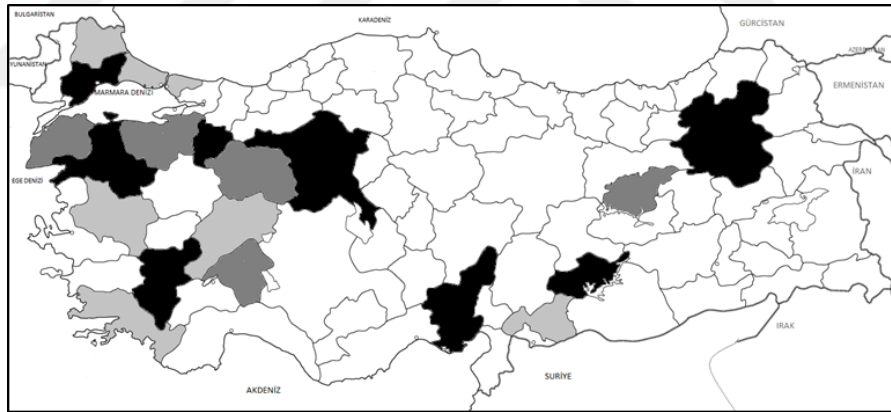 BULGARİSTAN
KARADENİZ
GÜRCİSTAN
YUNANİSTAN
AZERBAYCAN
MARMARA DENİZİ
ERMENİSTAN
İRAN
EGE DENİZİ
IRAK
SURİYE
AKDENİZ